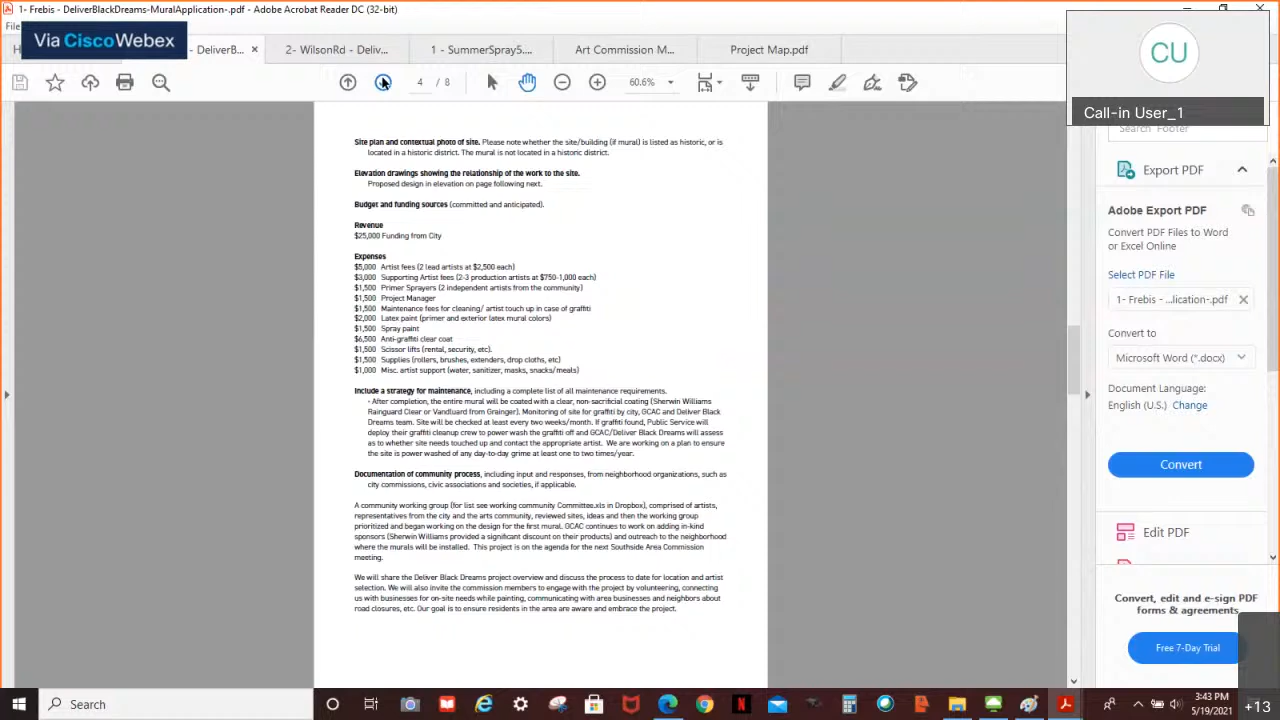 1- Frebis - DeliverBlackDreams-MuralApplication-.pdf - Adobe Acrobat Reader DC (32-bit)
Via Cisco Webex
- DeliverB...
2- WilsonRd - Deliv...
1 - SummerSpray5....
Art Commission M...
Project Map.pdf
4 / 8
60.6%
CU
Call-in User_1
Site plan and contextual photo of site. Please note whether the site/building (if mural) is listed as historic, or is
located in a historic district. The mural is not located in a historic district.
Elevation drawings showing the relationship of the work to the site.
Proposed design in elevation on page following next.
Budget and funding sources (committed and anticipated).
Revenue
$25,000 Funding from City
Expenses
$5,000 Artist fees (2 lead artists at $2,500 each)
$3,000 Supporting Artist fees (2-3 production artists at $750-1,000 each)
$1,500 Primer Sprayers (2 independent artists from the community)
$1,500 Project Manager
$1,500 Maintenance fees for cleaning/ artist touch up in case of graffiti
$2,000 Latex paint (primer and exterior latex mural colors)
$1,500 Spray paint
$6,500 Anti-graffiti clear coat
$1,500 Scissor lifts (rental, security, etc).
$1,500 Supplies (rollers, brushes, extenders, drop cloths, etc)
$1,000 Misc. artist support (water, sanitizer, masks, snacks/meals)
Include a strategy for maintenance, including a complete list of all maintenance requirements.
- After completion, the entire mural will be coated with a clear, non-sacrificial coating (Sherwin Williams
Rainguard Clear or Vandluard from Grainger). Monitoring of site for graffiti by city, GCAC and Deliver Black
Dreams team. Site will be checked at least every two weeks/month. If graffiti found, Public Service will
deploy their graffiti cleanup crew to power wash the graffiti off and GCAC/Deliver Black Dreams will assess
as to whether site needs touched up and contact the appropriate artist. We are working on a plan to ensure
the site is power washed of any day-to-day grime at least one to two times/year.
Documentation of community process, including input and responses, from neighborhood organizations, such as
city commissions, civic associations and societies, if applicable.
A community working group (for list see working community Committee.xls in Dropbox), comprised of artists,
representatives from the city and the arts community, reviewed sites, ideas and then the working group
prioritized and began working on the design for the first mural. GCAC continues to work on adding in-kind
sponsors (Sherwin Williams provided a significant discount on their products) and outreach to the neighborhood
where the murals will be installed. This project is on the agenda for the next Southside Area Commission
meeting.
We will share the Deliver Black Dreams project overview and discuss the process to date for location and artist
selection. We will also invite the commission members to engage with the project by volunteering, connecting
us with businesses for on-site needs while painting, communicating with area businesses and neighbors about
road closures, etc. Our goal is to ensure residents in the area are aware and embrace the project.
Search 'Footer'
Export PDF
Adobe Export PDF
Convert PDF Files to Word
or Excel Online
Select PDF File
1- Frebis - ...lication-.pdf
Convert to
Microsoft Word (*.docx)
Document Language:
English (U.S.) Change
Convert
Edit PDF
Convert, edit and e-sign PDF
forms & agreements
Free 7-Day Trial
Search
3:43 PM
5/19/2021
+13